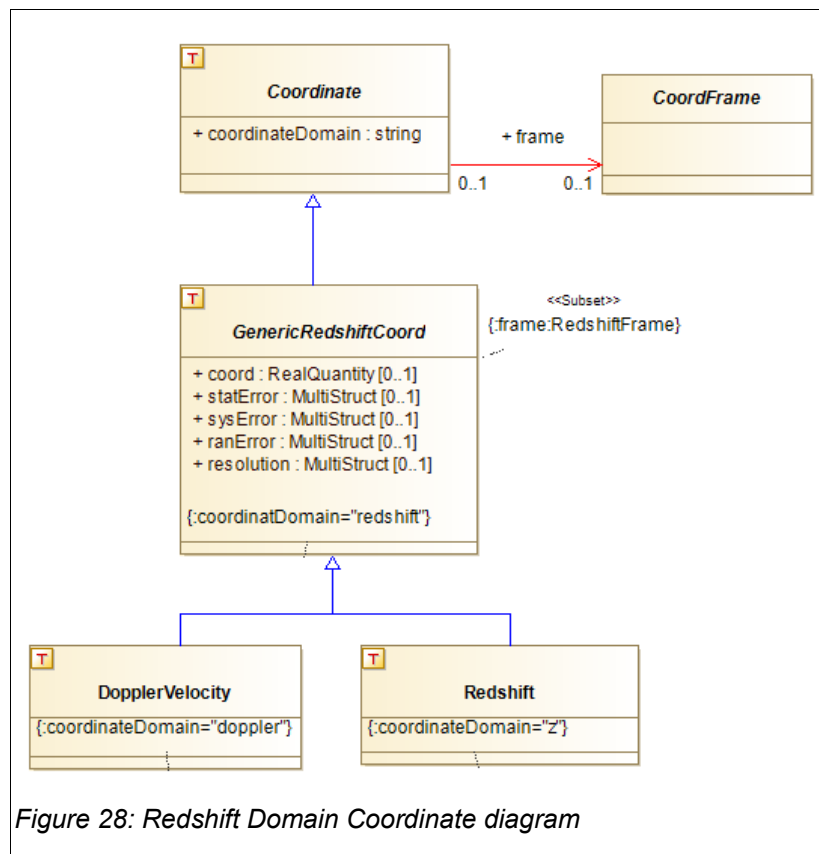 T
Coordinate
+ coordinateDomain : string
CoordFrame
+ frame
0..1
0..1
T
GenericRedshiftCoord
+ coord : RealQuantity [0..1]
+ statError : MultiStruct [0..1]
+ sysError : MultiStruct [0..1]
+ ranError : MultiStruct [0..1]
+ resolution : MultiStruct [0..1]
{:coordinatDomain="redshift"}
<<Subset>>
{:frame:RedshiftFrame}
T
DopplerVelocity
{:coordinateDomain="doppler"}
T
Redshift
{:coordinateDomain="z"}
Figure 28: Redshift Domain Coordinate diagram